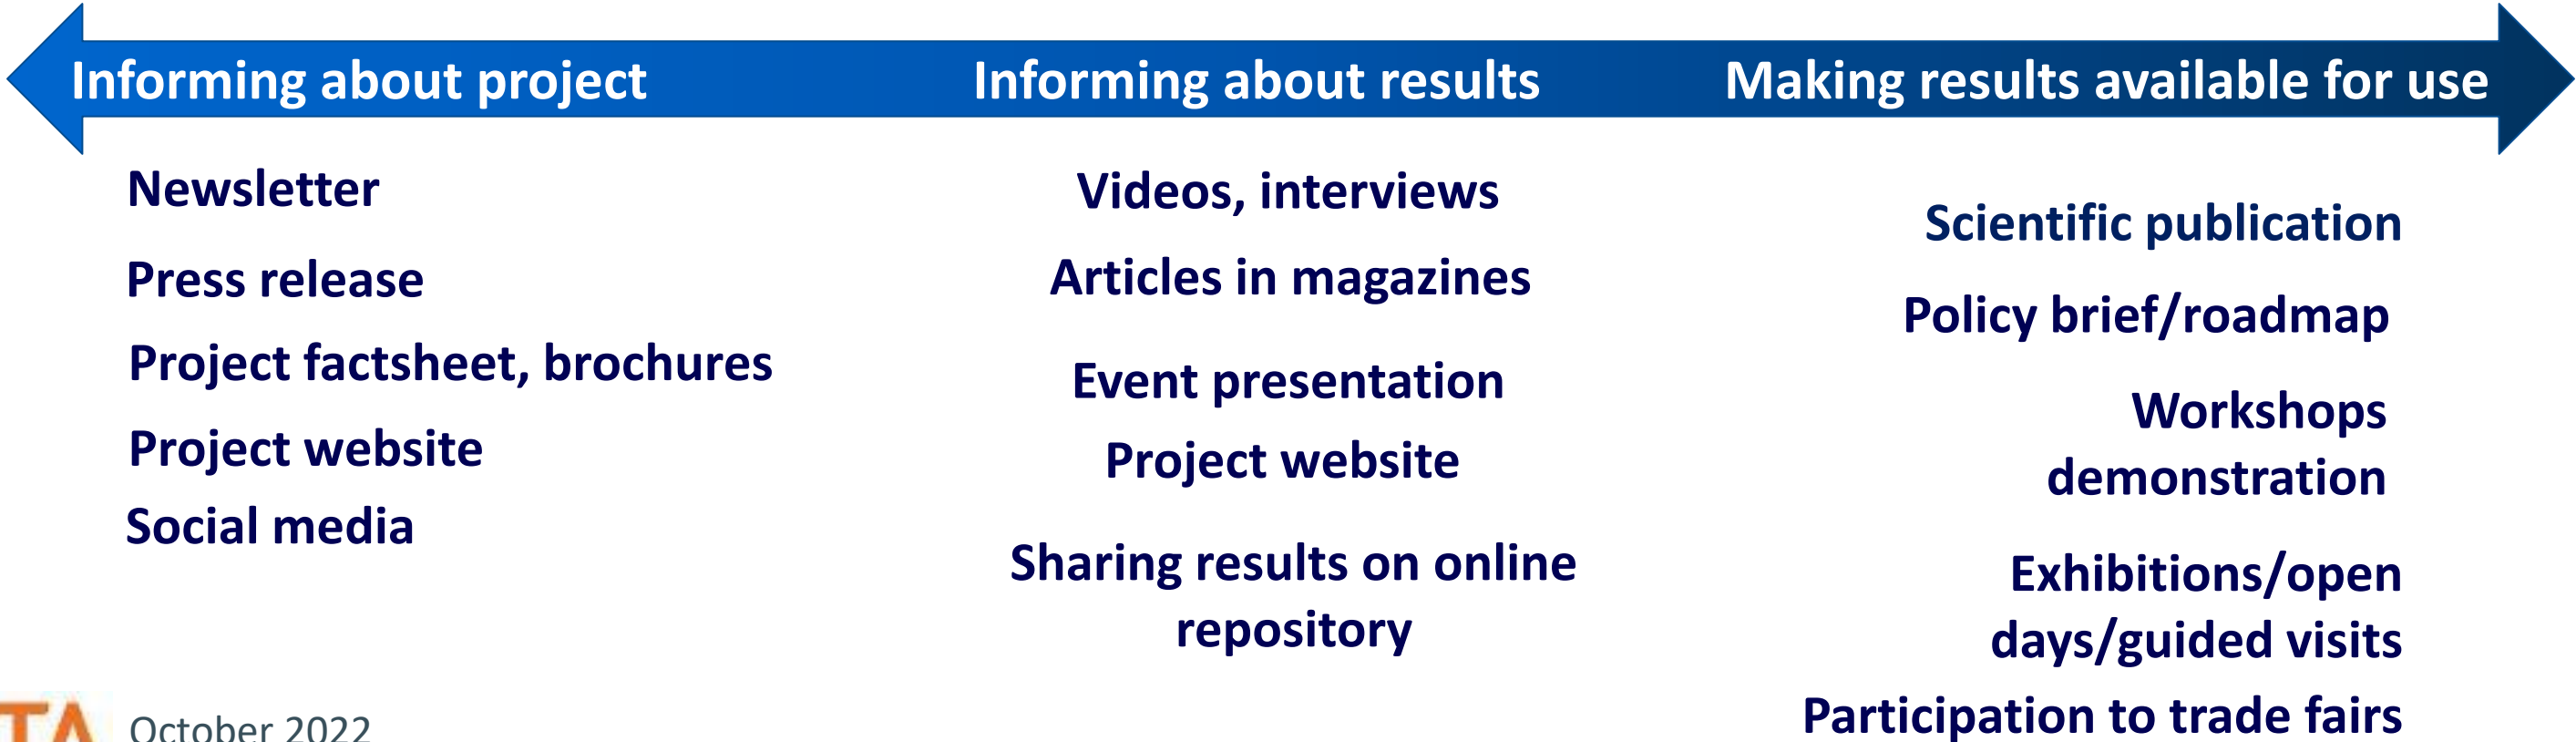 Informing about project
Informing about results
Making results available for use
Newsletter
Press release
Project factsheet, brochures
Project website
Social media
Videos, interviews
Articles in magazines
Event presentation
Project website
Sharing results on online
repository
Scientific publication
Policy brief/roadmap
Workshops
demonstration
Exhibitions/open
days/guided visits
Participation to trade fairs
TA
October 2022